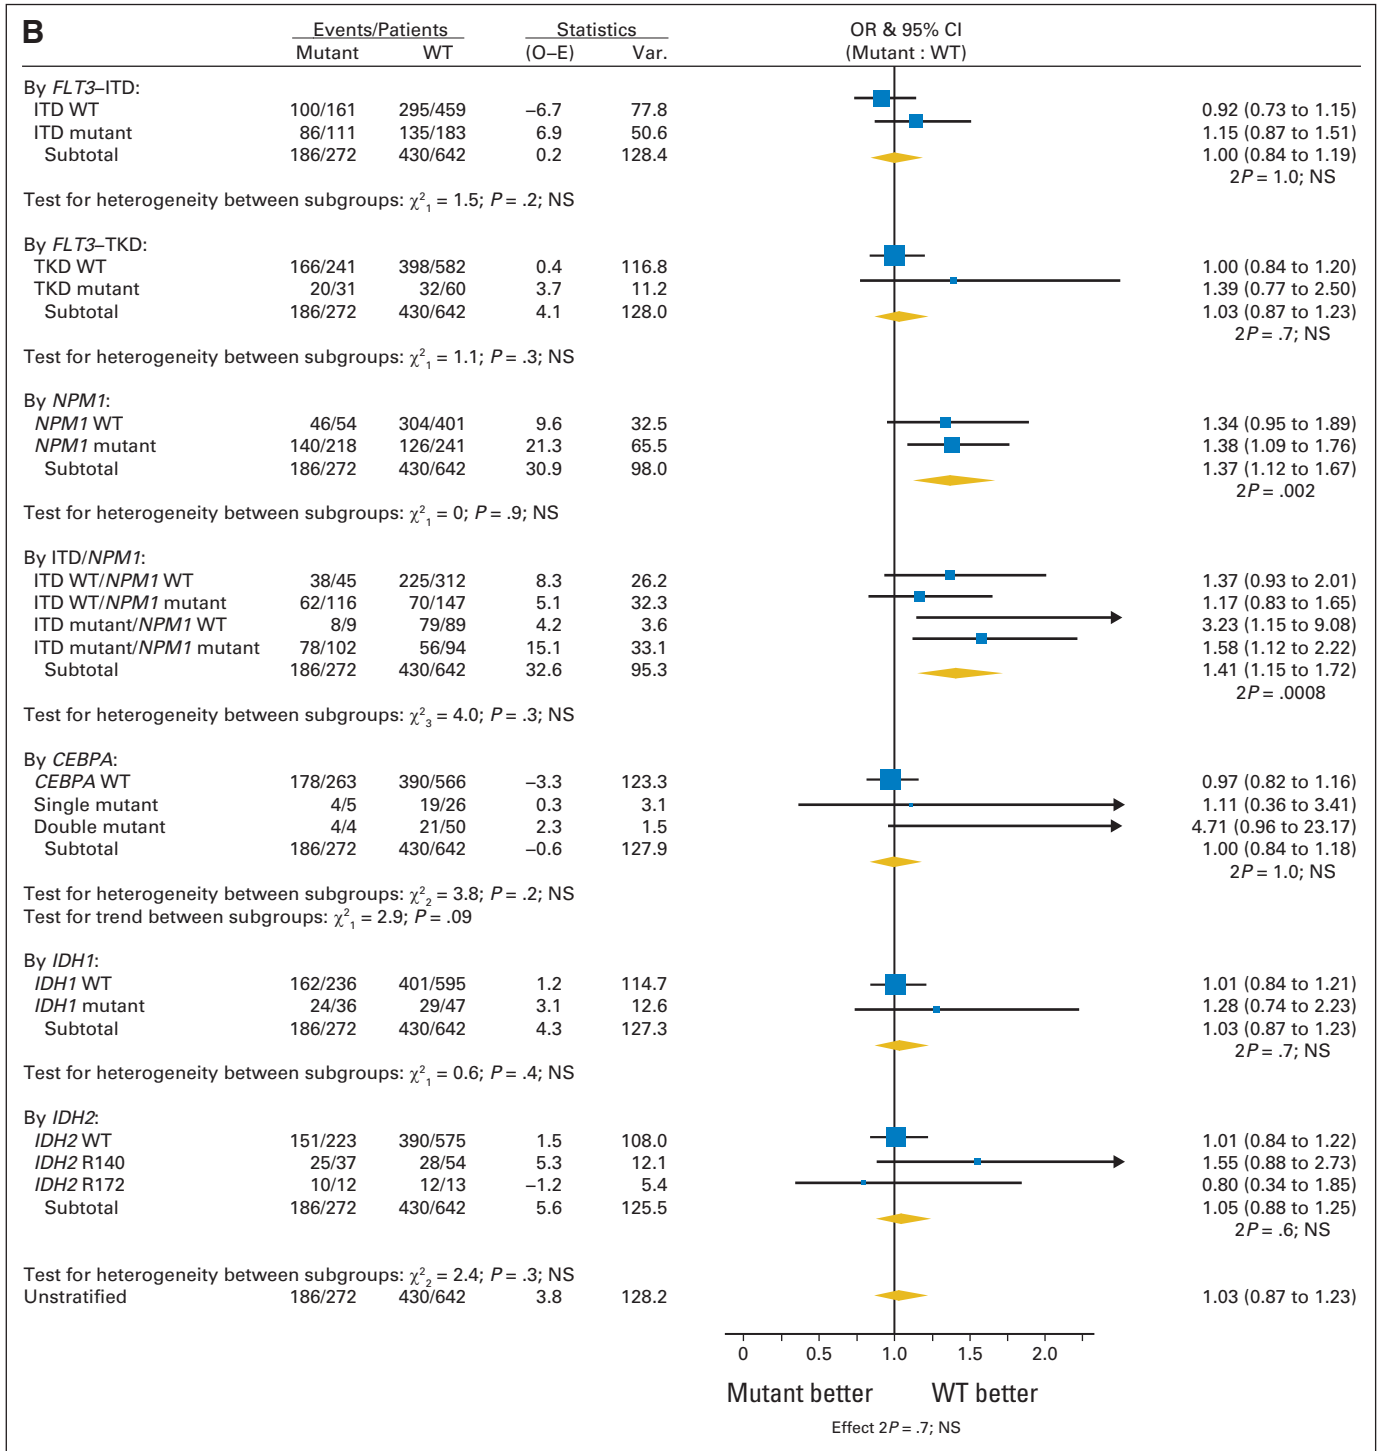 B
Events/Patients Statistics OR & 95% CI
Mutant WT (O–E) Var. (Mutant : WT)
By FLT3–ITD:
ITD WT 100/161 295/459 –6.7 77.8 0.92 (0.73 to 1.15)
ITD mutant 86/111 135/183 6.9 50.6 1.15 (0.87 to 1.51)
Subtotal 186/272 430/642 0.2 128.4 1.00 (0.84 to 1.19)
2P = 1.0; NS
Test for heterogeneity between subgroups: χ²₁ = 1.5; P = .2; NS
By FLT3–TKD:
TKD WT 166/241 398/582 0.4 116.8 1.00 (0.84 to 1.20)
TKD mutant 20/31 32/60 3.7 11.2 1.39 (0.77 to 2.50)
Subtotal 186/272 430/642 4.1 128.0 1.03 (0.87 to 1.23)
2P = .7; NS
Test for heterogeneity between subgroups: χ²₁ = 1.1; P = .3; NS
By NPM1:
NPM1 WT 46/54 304/401 9.6 32.5 1.34 (0.95 to 1.89)
NPM1 mutant 140/218 126/241 21.3 65.5 1.38 (1.09 to 1.76)
Subtotal 186/272 430/642 30.9 98.0 1.37 (1.12 to 1.67)
2P = .002
Test for heterogeneity between subgroups: χ²₁ = 0; P = .9; NS
By ITD/NPM1:
ITD WT/NPM1 WT 38/45 225/312 8.3 26.2 1.37 (0.93 to 2.01)
ITD WT/NPM1 mutant 62/116 70/147 5.1 32.3 1.17 (0.83 to 1.65)
ITD mutant/NPM1 WT 8/9 79/89 4.2 3.6 3.23 (1.15 to 9.08)
ITD mutant/NPM1 mutant 78/102 56/94 15.1 33.1 1.58 (1.12 to 2.22)
Subtotal 186/272 430/642 32.6 95.3 1.41 (1.15 to 1.72)
2P = .0008
Test for heterogeneity between subgroups: χ²₃ = 4.0; P = .3; NS
By CEBPA:
CEBPA WT 178/263 390/566 –3.3 123.3 0.97 (0.82 to 1.16)
Single mutant 4/5 19/26 0.3 3.1 1.11 (0.36 to 3.41)
Double mutant 4/4 21/50 2.3 1.5 4.71 (0.96 to 23.17)
Subtotal 186/272 430/642 –0.6 127.9 1.00 (0.84 to 1.18)
2P = 1.0; NS
Test for heterogeneity between subgroups: χ²₂ = 3.8; P = .2; NS
Test for trend between subgroups: χ²₁ = 2.9; P = .09
By IDH1:
IDH1 WT 162/236 401/595 1.2 114.7 1.01 (0.84 to 1.21)
IDH1 mutant 24/36 29/47 3.1 12.6 1.28 (0.74 to 2.23)
Subtotal 186/272 430/642 4.3 127.3 1.03 (0.87 to 1.23)
2P = .7; NS
Test for heterogeneity between subgroups: χ²₁ = 0.6; P = .4; NS
By IDH2:
IDH2 WT 151/223 390/575 1.5 108.0 1.01 (0.84 to 1.22)
IDH2 R140 25/37 28/54 5.3 12.1 1.55 (0.88 to 2.73)
IDH2 R172 10/12 12/13 –1.2 5.4 0.80 (0.34 to 1.85)
Subtotal 186/272 430/642 5.6 125.5 1.05 (0.88 to 1.25)
2P = .6; NS
Test for heterogeneity between subgroups: χ²₂ = 2.4; P = .3; NS
Unstratified 186/272 430/642 3.8 128.2 1.03 (0.87 to 1.23)
0 0.5 1.0 1.5 2.0
Mutant better WT better
Effect 2P = .7; NS